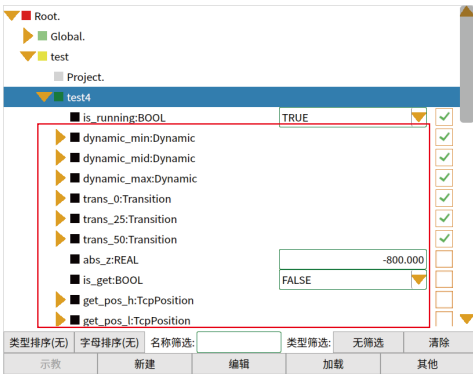 Root.
Global.
test
Project.
test4
is_running:BOOL TRUE
dynamic_min:Dynamic
dynamic_mid:Dynamic
dynamic_max:Dynamic
trans_0:Transition
trans_25:Transition
trans_50:Transition
abs_z:REAL -800.000
is_get:BOOL FALSE
get_pos_h:TcpPosition
get_pos_l:TcpPosition
类型排序(无) 字母排序(无) 名称筛选: 类型筛选: 无筛选 清除
示教 新建 编辑 加载 其他